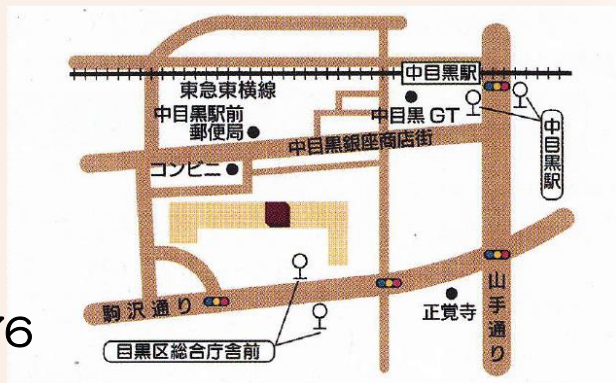 中目黒駅
東急東横線
中目黒駅前
郵便局
中目黒GT
中目黒駅
中目黒銀座商店街
コンビニ
駒沢通り
山手通り
正覚寺
76
目黒区総合庁舎前